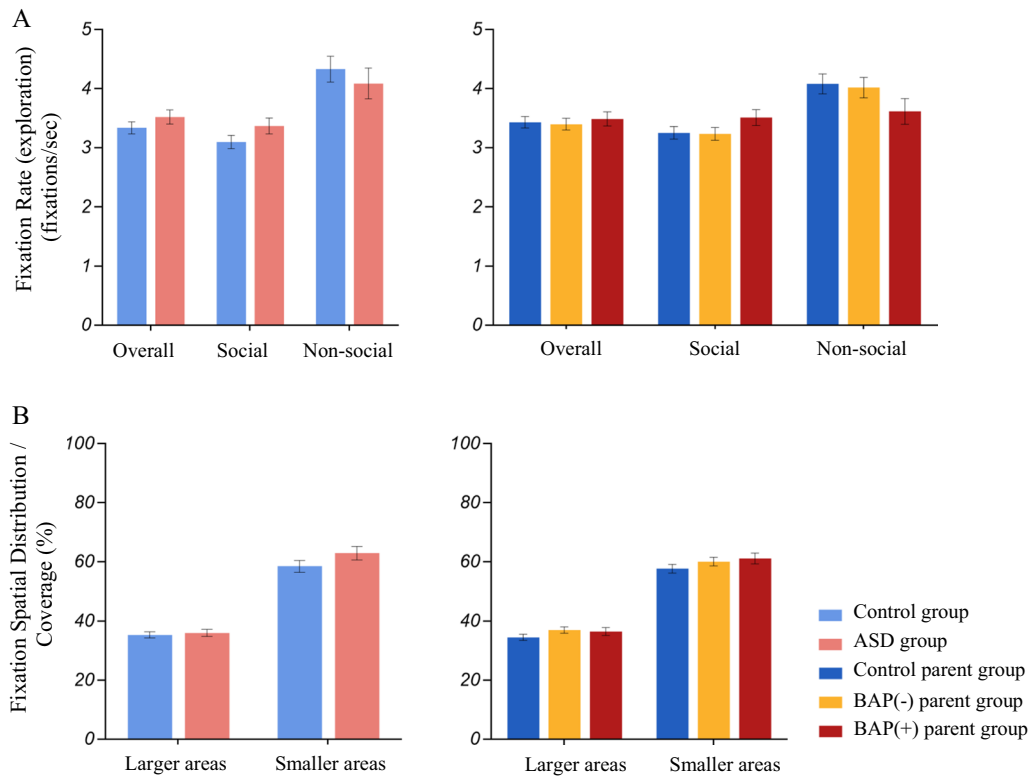 A
Fixation Rate (exploration)
(fixations/sec)
5
4
3
2
1
0
Overall
Social
Non-social
5
4
3
2
1
0
Overall
Social
Non-social
B
Fixation Spatial Distribution /
Coverage (%)
100
80
60
40
20
0
Larger areas
Smaller areas
100
80
60
40
20
0
Larger areas
Smaller areas
Control group
ASD group
Control parent group
BAP(-) parent group
BAP(+) parent group